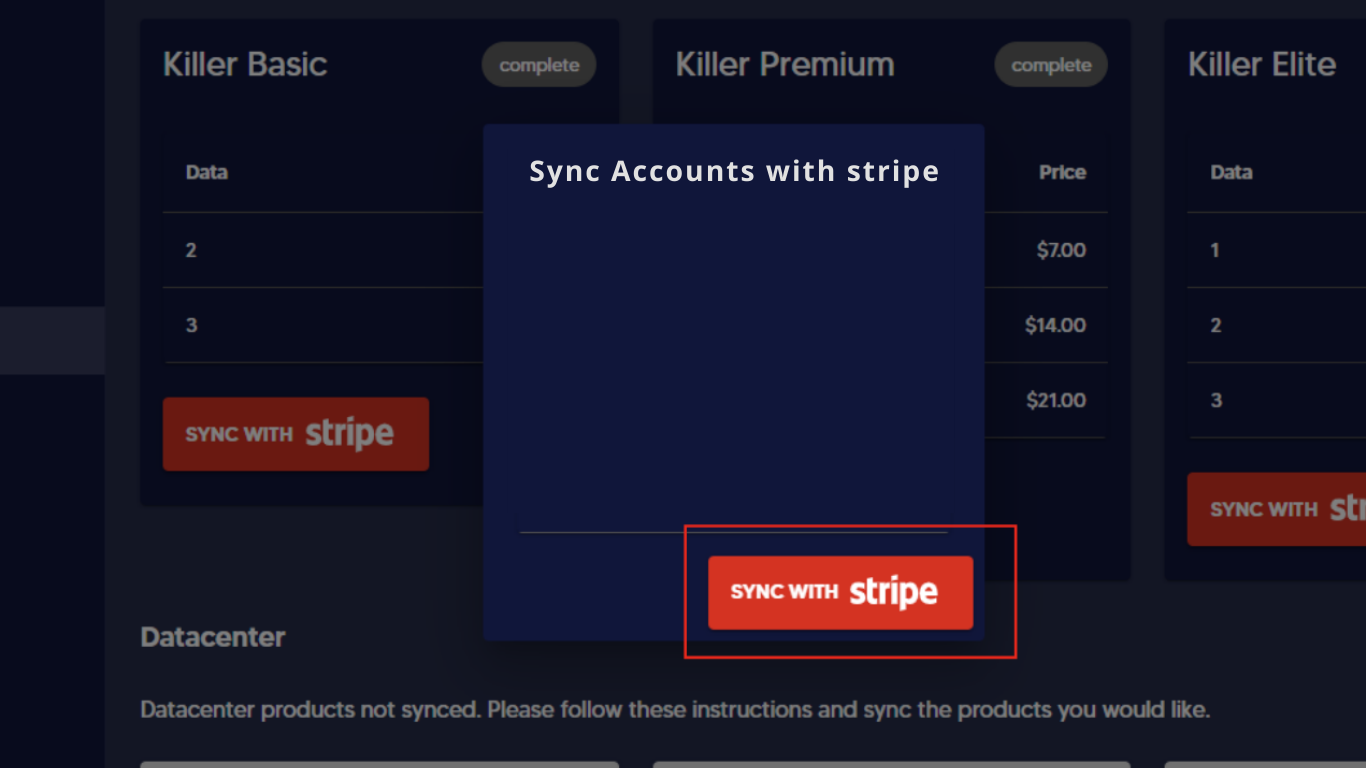 Killer Basic
complete
Killer Premium
complete
Killer Elite
Sync Accounts with stripe
Data
Price
Data
2
$7.00
1
3
$14.00
2
$21.00
3
SYNC WITH stripe
SYNC WITH str
SYNC WITH stripe
Datacenter
Datacenter products not synced. Please follow these instructions and sync the products you would like.